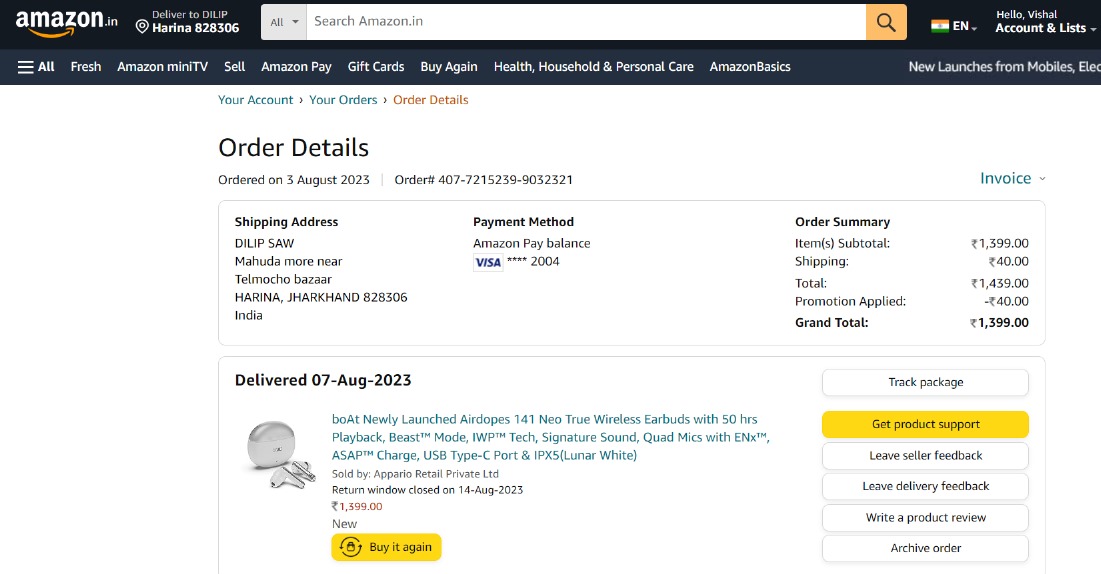 amazon.in
Deliver to DILIP
Harina 828306
All
Search Amazon.in
EN
Hello, Vishal
Account & Lists
All
Fresh
Amazon miniTV
Sell
Amazon Pay
Gift Cards
Buy Again
Health, Household & Personal Care
AmazonBasics
New Launches from Mobiles, Elec
Your Account › Your Orders › Order Details
Order Details
Ordered on 3 August 2023 | Order# 407-7215239-9032321
Invoice
Shipping Address
DILIP SAW
Mahuda more near
Telmocho bazaar
HARINA, JHARKHAND 828306
India
Payment Method
Amazon Pay balance
VISA **** 2004
Order Summary
Item(s) Subtotal: ₹1,399.00
Shipping: ₹40.00
Total: ₹1,439.00
Promotion Applied: -₹40.00
Grand Total: ₹1,399.00
Delivered 07-Aug-2023
boAt Newly Launched Airdopes 141 Neo True Wireless Earbuds with 50 hrs
Playback, Beast™ Mode, IWP™ Tech, Signature Sound, Quad Mics with ENx™,
ASAP™ Charge, USB Type-C Port & IPX5(Lunar White)
Sold by: Appario Retail Private Ltd
Return window closed on 14-Aug-2023
₹1,399.00
New
Buy it again
Track package
Get product support
Leave seller feedback
Leave delivery feedback
Write a product review
Archive order